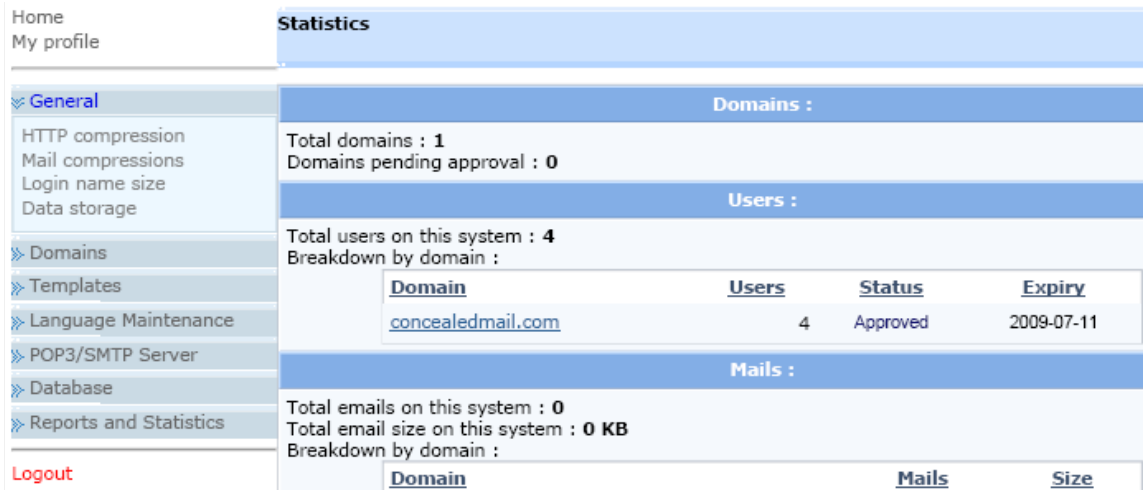 Home
My profile
General
HTTP compression
Mail compressions
Login name size
Data storage
Domains
Templates
Language Maintenance
POP3/SMTP Server
Database
Reports and Statistics
Logout
Statistics
Domains :
Total domains : 1
Domains pending approval : 0
Users :
Total users on this system : 4
Breakdown by domain :
Domain Users Status Expiry
concealedmail.com 4 Approved 2009-07-11
Mails :
Total emails on this system : 0
Total email size on this system : 0 KB
Breakdown by domain :
Domain Mails Size